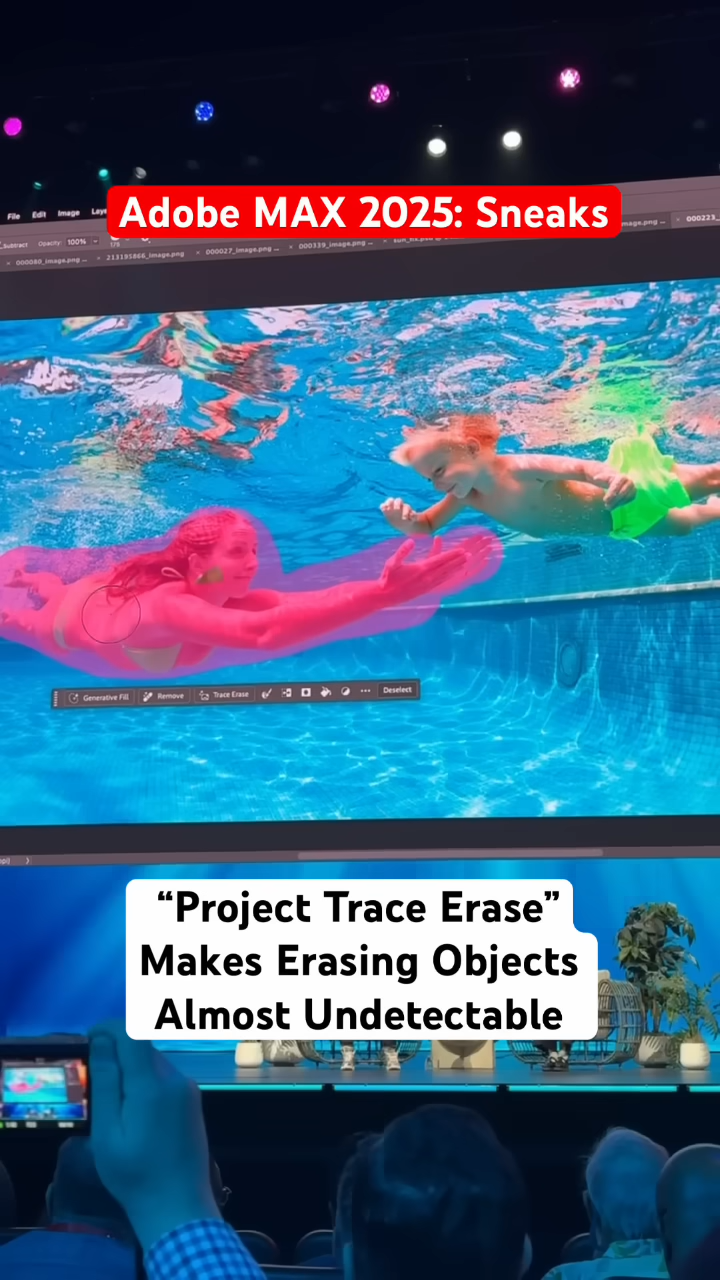 File Edit Image
Adobe MAX 2025: Sneaks
Subtract Opacity: 100%
000080_image.png ... × 213195866_image.png × 000027_image.png ... × 000339_image.png ... × 000223_
Generative Fill Remove Trace Erase ... Deselect
“Project Trace Erase”
Makes Erasing Objects
Almost Undetectable